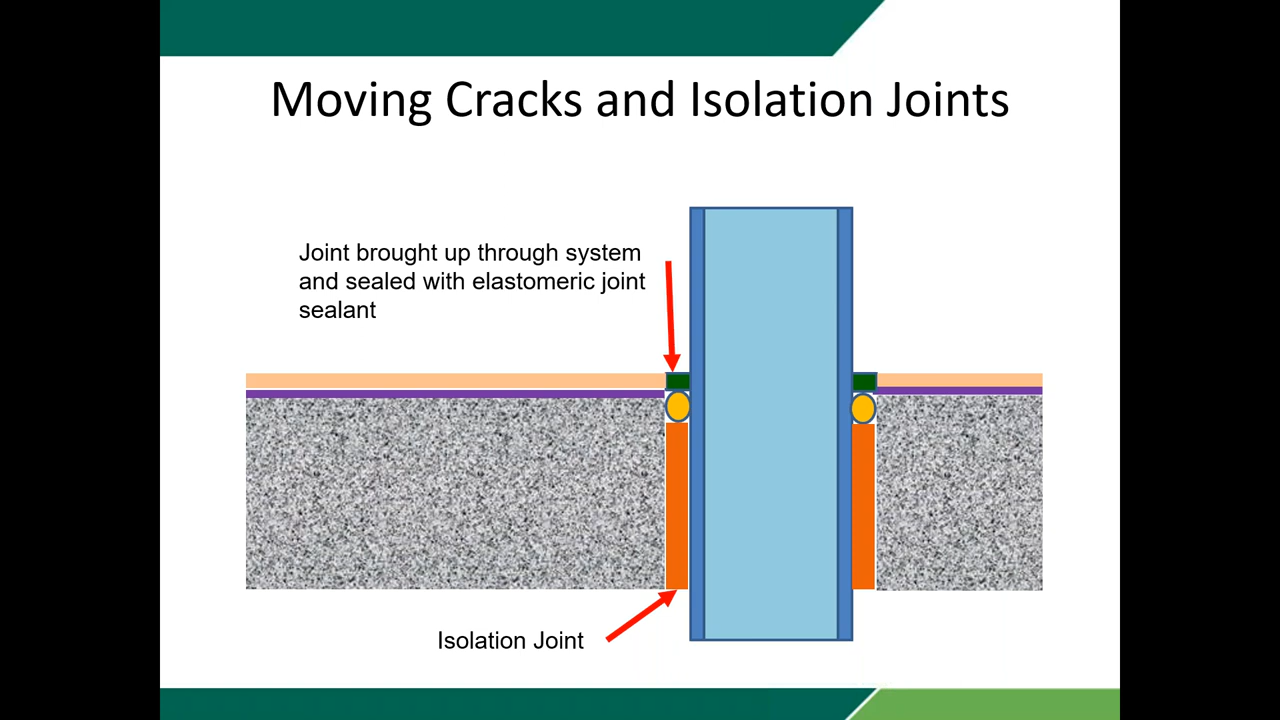 Moving Cracks and Isolation Joints
Joint brought up through system
and sealed with elastomeric joint
sealant
Isolation Joint